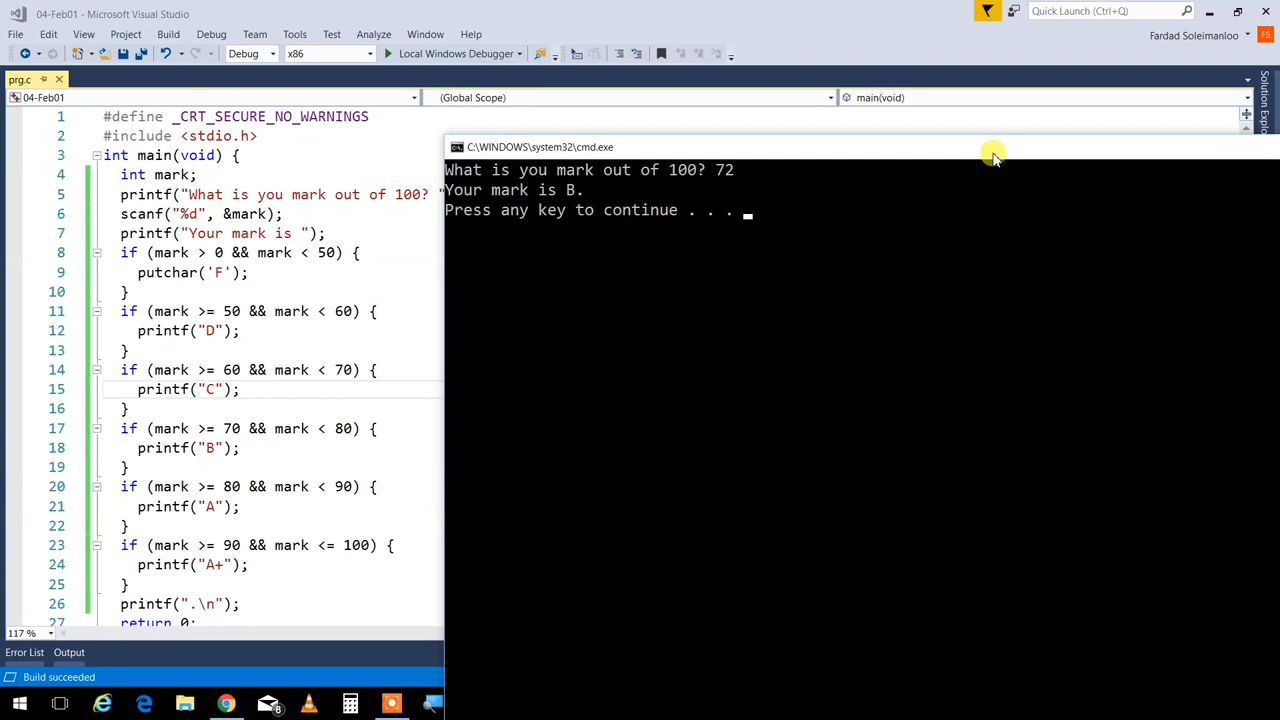 04-Feb01 - Microsoft Visual Studio
Quick Launch (Ctrl+Q)
File Edit View Project Build Debug Team Tools Test Analyze Window Help
Fardad Soleimanloo FS
Debug x86 Local Windows Debugger
prg.c
04-Feb01 (Global Scope) main(void)
Solution Explo
1 #define _CRT_SECURE_NO_WARNINGS
2 #include <stdio.h>
3 int main(void) {
4 int mark;
5 printf("What is you mark out of 100? "
6 scanf("%d", &mark);
7 printf("Your mark is ");
8 if (mark > 0 && mark < 50) {
9 putchar('F');
10 }
11 if (mark >= 50 && mark < 60) {
12 printf("D");
13 }
14 if (mark >= 60 && mark < 70) {
15 printf("C");
16 }
17 if (mark >= 70 && mark < 80) {
18 printf("B");
19 }
20 if (mark >= 80 && mark < 90) {
21 printf("A");
22 }
23 if (mark >= 90 && mark <= 100) {
24 printf("A+");
25 }
26 printf(".\n");
27 return 0;
C:\WINDOWS\system32\cmd.exe
What is you mark out of 100? 72
Your mark is B.
Press any key to continue . . .
117 %
Error List Output
Build succeeded
8